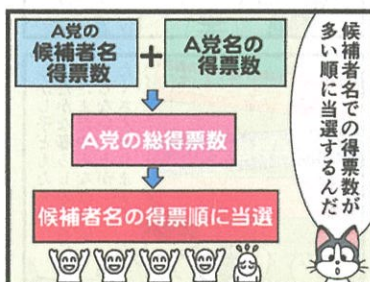 候補者名での得票数が
多い順に当選するんだ
A党の
候補者名
得票数
+
A党名の
得票数
A党の総得票数
候補者名の得票順に当選